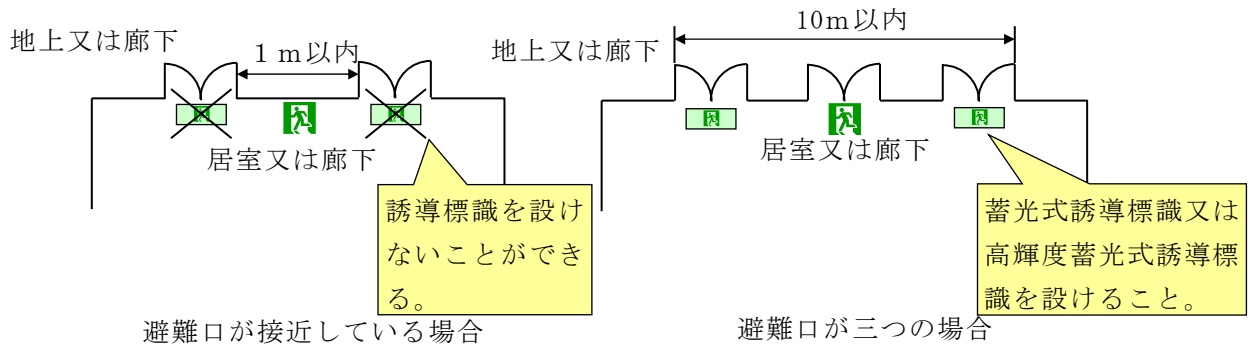 地上又は廊下
1m以内
居室又は廊下
誘導標識を設け
ないことができ
る。
避難口が接近している場合
10m以内
地上又は廊下
居室又は廊下
蓄光式誘導標識又は
高輝度蓄光式誘導標
識を設けること。
避難口が三つの場合